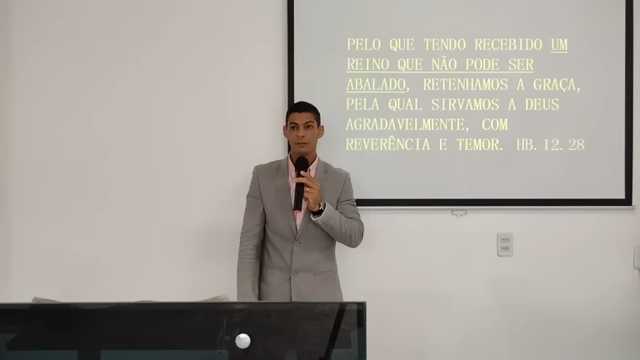 PELO QUE TENDO RECEBIDO UM
REINO QUE NÃO PODE SER
ABALADO, RETENHAMOS A GRAÇA,
PELA QUAL SIRVAMOS A DEUS
AGRADAVELMENTE, COM
REVERÊNCIA E TEMOR. HB.12.28